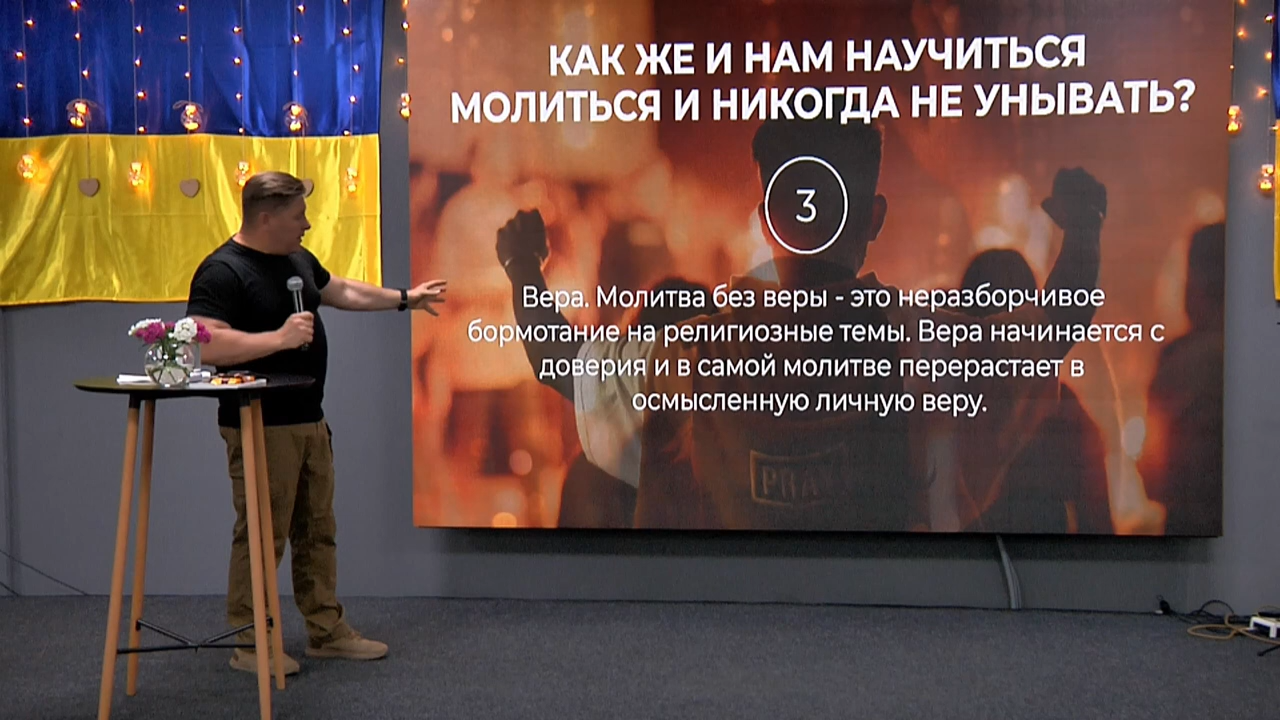 КАК ЖЕ И НАМ НАУЧИТЬСЯ
МОЛИТЬСЯ И НИКОГДА НЕ УНЫВАТЬ?
3
Вера. Молитва без веры - это неразборчивое
бормотание на религиозные темы. Вера начинается с
доверия и в самой молитве перерастает в
осмысленную личную веру.
PRAY